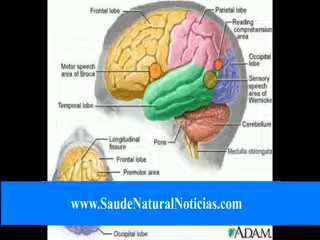 Frontal lobe
Parietal lobe
Reading
comprehension
area
Motor speech
area of Broca
Occipital
lobe
Sensory
speech
area of
Wernicke
Temporal lobe
Cerebellum
Longitudinal
fissure
Pons
Medulla oblongata
Frontal lobe
Premotor area
www.SaudeNaturalNoticias.com
Occipital lobe
ADAM